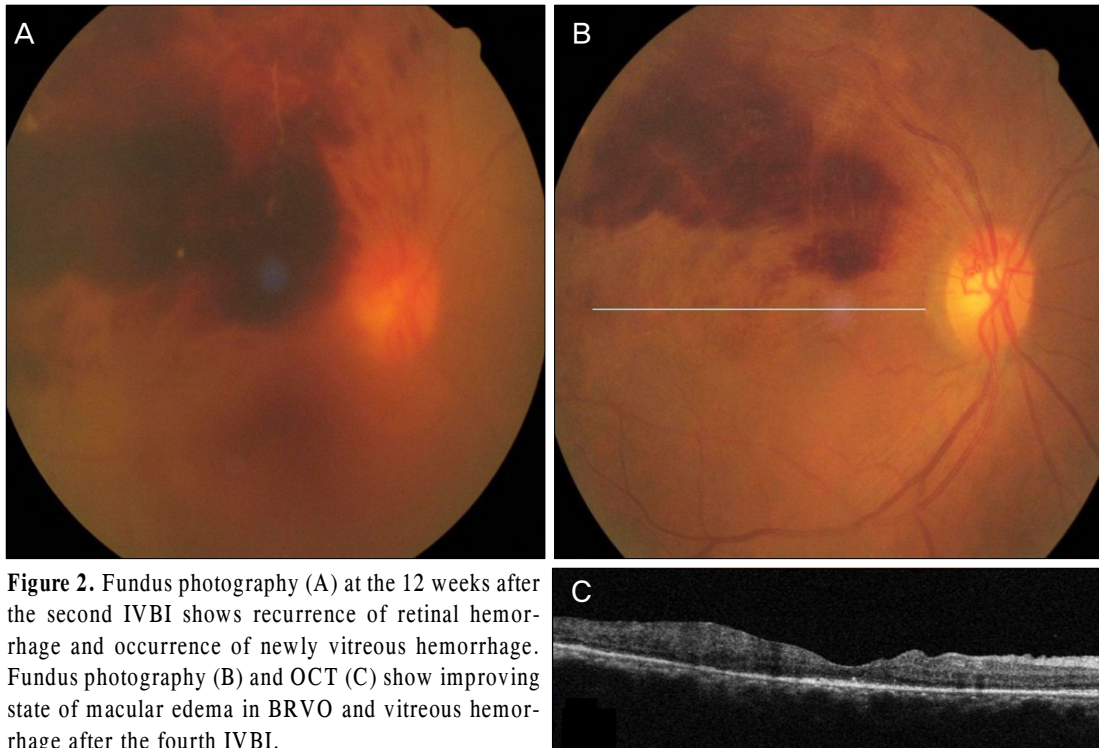 A
B
C
Figure 2. Fundus photography (A) at the 12 weeks after
the second IVBI shows recurrence of retinal hemor-
rhage and occurrence of newly vitreous hemorrhage.
Fundus photography (B) and OCT (C) show improving
state of macular edema in BRVO and vitreous hemor-
rhage after the fourth IVBI.